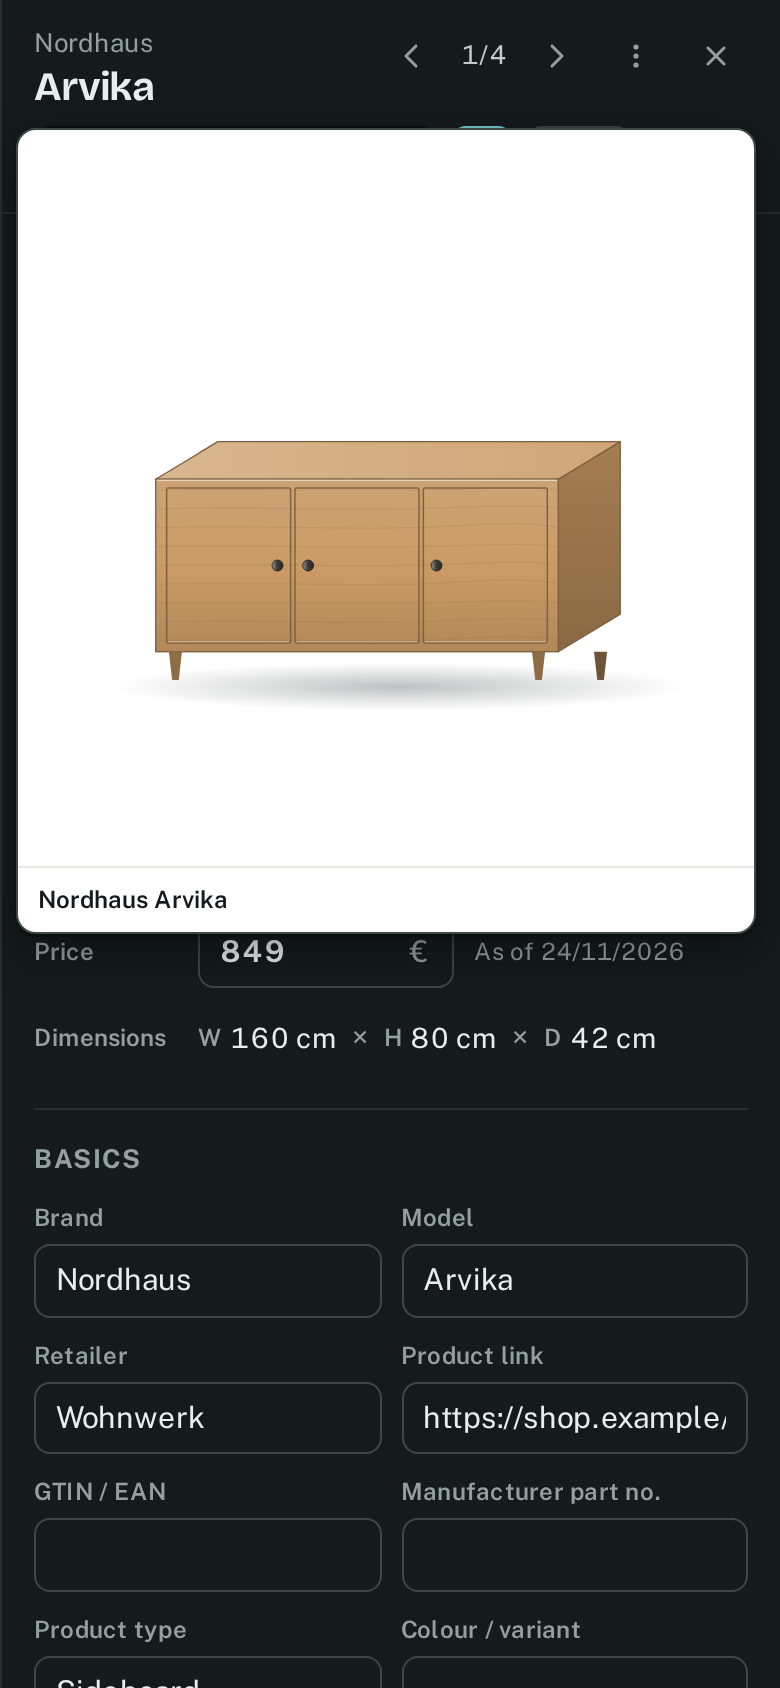 Nordhaus
Arvika
1/4
Nordhaus Arvika
Price 849 € As of 24/11/2026
Dimensions W 160 cm × H 80 cm × D 42 cm
BASICS
Brand Model
Nordhaus Arvika
Retailer Product link
Wohnwerk https://shop.example/
GTIN / EAN Manufacturer part no.
Product type Colour / variant
Sideboard